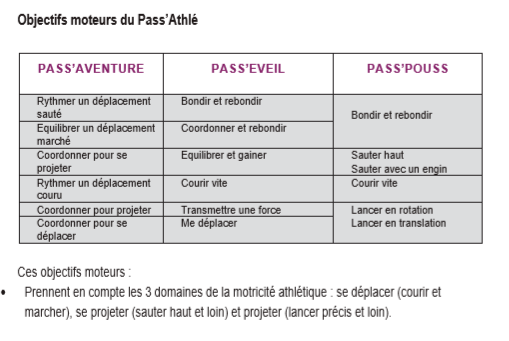 Objectifs moteurs du Pass'Athlé
PASS'AVENTURE PASS'EVEIL PASS'POUSS
Rythmer un déplacement sauté Bondir et rebondir Bondir et rebondir
Equilibrer un déplacement marché Coordonner et rebondir
Coordonner pour se projeter Equilibrer et gainer Sauter haut Sauter avec un engin
Rythmer un déplacement couru Courir vite Courir vite
Coordonner pour projeter Transmettre une force Lancer en rotation
Coordonner pour se déplacer Me déplacer Lancer en translation
Ces objectifs moteurs :
• Prennent en compte les 3 domaines de la motricité athlétique : se déplacer (courir et
marcher), se projeter (sauter haut et loin) et projeter (lancer précis et loin).